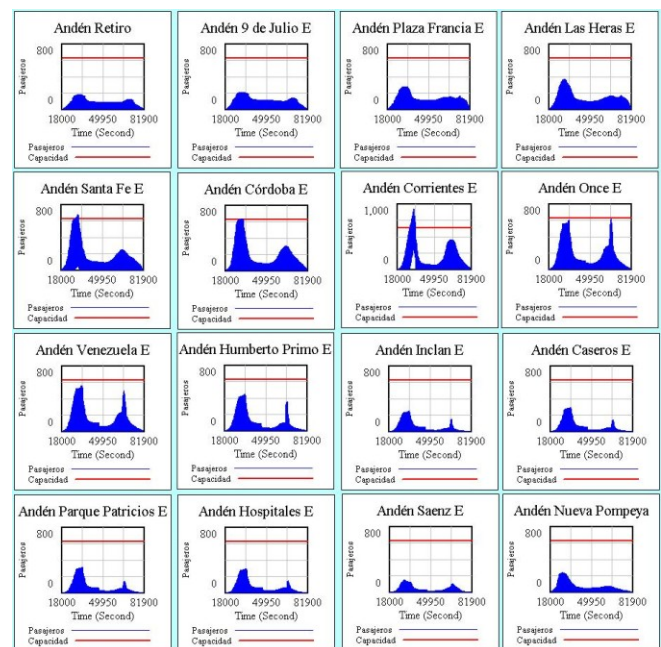 Andén Retiro
800
Pasajeros
0
18000 49950 81900
Time (Second)
Pasajeros
Capacidad
Andén 9 de Julio E
800
Pasajeros
0
18000 49950 81900
Time (Second)
Pasajeros
Capacidad
Andén Plaza Francia E
800
Pasajeros
0
18000 49950 81900
Time (Second)
Pasajeros
Capacidad
Andén Las Heras E
800
Pasajeros
0
18000 49950 81900
Time (Second)
Pasajeros
Capacidad
Andén Santa Fe E
800
Pasajeros
0
18000 49950 81900
Time (Second)
Pasajeros
Capacidad
Andén Córdoba E
800
Pasajeros
0
18000 49950 81900
Time (Second)
Pasajeros
Capacidad
Andén Corrientes E
1,000
Pasajeros
0
18000 49950 81900
Time (Second)
Pasajeros
Capacidad
Andén Once E
800
Pasajeros
0
18000 49950 81900
Time (Second)
Pasajeros
Capacidad
Andén Venezuela E
800
Pasajeros
0
18000 49950 81900
Time (Second)
Pasajeros
Capacidad
Andén Humberto Primo E
800
Pasajeros
0
18000 49950 81900
Time (Second)
Pasajeros
Capacidad
Andén Inclan E
800
Pasajeros
0
18000 49950 81900
Time (Second)
Pasajeros
Capacidad
Andén Caseros E
800
Pasajeros
0
18000 49950 81900
Time (Second)
Pasajeros
Capacidad
Andén Parque Patricios E
800
Pasajeros
0
18000 49950 81900
Time (Second)
Pasajeros
Capacidad
Andén Hospitales E
800
Pasajeros
0
18000 49950 81900
Time (Second)
Pasajeros
Capacidad
Andén Saenz E
800
Pasajeros
0
18000 49950 81900
Time (Second)
Pasajeros
Capacidad
Andén Nueva Pompeya
800
Pasajeros
0
18000 49950 81900
Time (Second)
Pasajeros
Capacidad